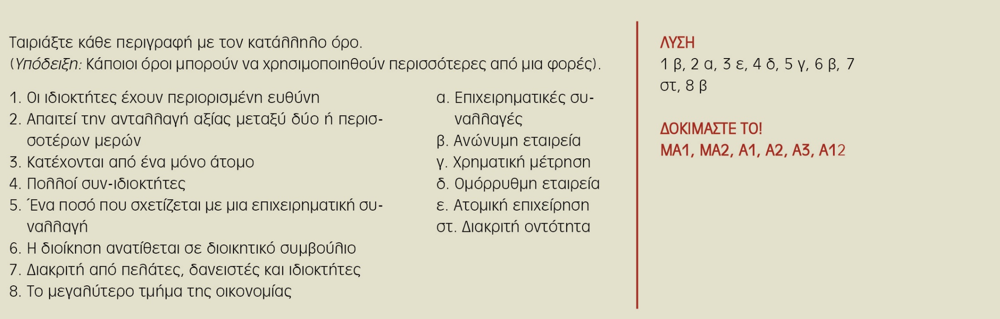 Ταιριάξτε κάθε περιγραφή με τον κατάλληλο όρο.
(Υπόδειξη: Κάποιοι όροι μπορούν να χρησιμοποιηθούν περισσότερες από μια φορές).
1. Οι ιδιοκτήτες έχουν περιορισμένη ευθύνη
2. Απαιτεί την ανταλλαγή αξίας μεταξύ δύο ή περισ-
σοτέρων μερών
3. Κατέχονται από ένα μόνο άτομο
4. Πολλοί συν-ιδιοκτήτες
5. Ένα ποσό που σχετίζεται με μια επιχειρηματική συ-
ναλλαγή
6. Η διοίκηση ανατίθεται σε διοικητικό συμβούλιο
7. Διακριτή από πελάτες, δανειστές και ιδιοκτήτες
8. Το μεγαλύτερο τμήμα της οικονομίας
α. Επιχειρηματικές συ-
ναλλαγές
β. Ανώνυμη εταιρεία
γ. Χρηματική μέτρηση
δ. Ομόρρυθμη εταιρεία
ε. Ατομική επιχείρηση
στ. Διακριτή οντότητα
ΛΥΣΗ
1 β, 2 α, 3 ε, 4 δ, 5 γ, 6 β, 7
στ, 8 β
ΔΟΚΙΜΑΣΤΕ ΤΟ!
ΜΑ1, ΜΑ2, Α1, Α2, Α3, Α12